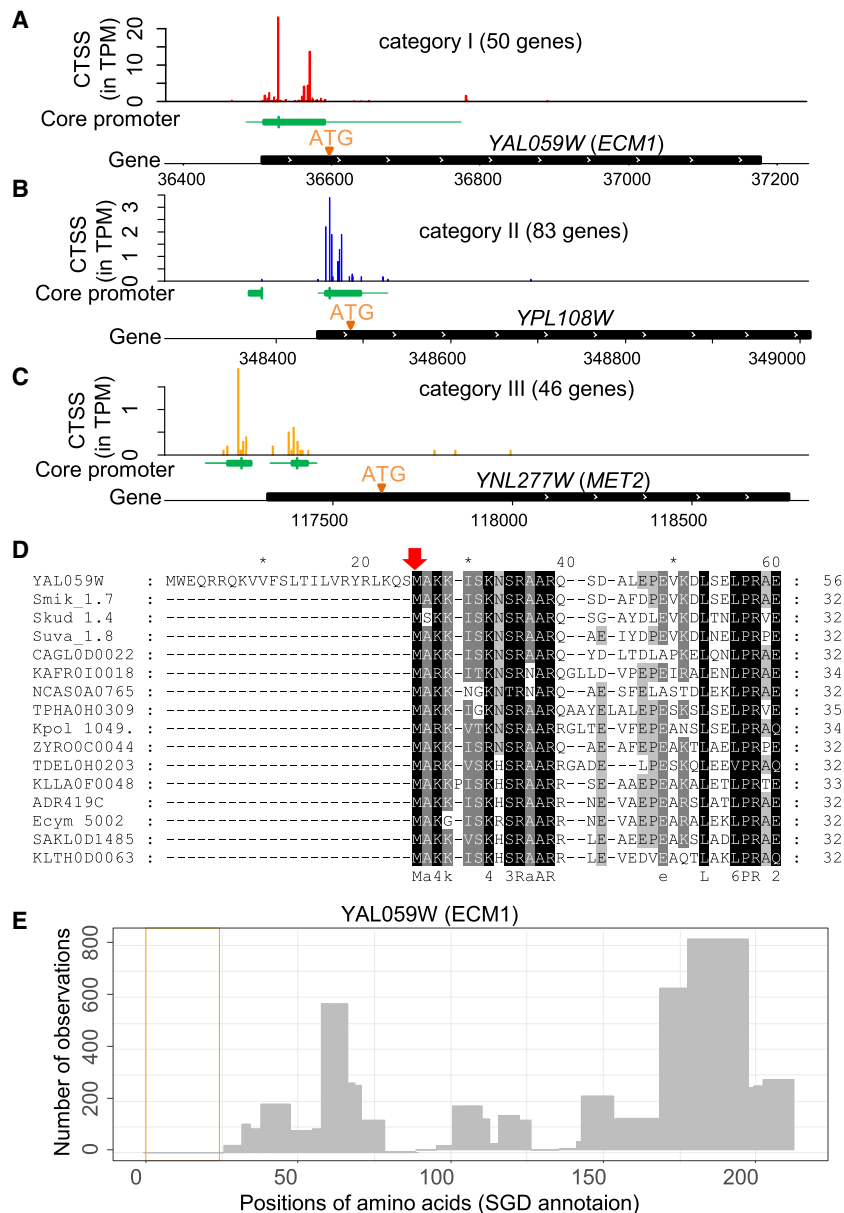 A
CTSS
(in TPM)
0 10 20
category I (50 genes)
Core promoter
ATG
YAL059W (ECM1)
Gene
36400 36600 36800 37000 37200
B
CTSS
(in TPM)
0 1 2 3
category II (83 genes)
Core promoter
ATG
YPL108W
Gene
348400 348600 348800 349000
C
CTSS
(in TPM)
0 1
category III (46 genes)
Core promoter
ATG
YNL277W (MET2)
Gene
117500 118000 118500
D
* 20 * 40 * 60
YAL059W : MWEQRRQKVVFSLTILVRYRLKQSMAKK-ISKNSRAARQ--SD-ALEPEVKDLSELPRAE : 56
Smik_1.7 : ------------------------MAKK-ISKNSRAARQ--SD-AFDPEVKDLSELPRAE : 32
Skud_1.4 : ------------------------MSKK-ISKNSRAARQ--SG-AYDLEVKDLTNLPRVE : 32
Suva_1.8 : ------------------------MAKK-ISKNSRAARQ--AE-IYDPEVKDLNELPRPE : 32
CAGL0D0022 : ------------------------MAKK-ISKNSRAARQ--YD-LTDLAPKELQNLPRAE : 32
KAFR0I0018 : ------------------------MAKK-ITKNSRNARQGLLD-VPEPEIRALENLPRAE : 34
NCAS0A0765 : ------------------------MAKK-NGKNTRNARQ--AE-SFELASTDLEKLPRAE : 32
TPHA0H0309 : ------------------------MAKK-IGKNSRAARQAAYELALEPESKSLSELPRVE : 35
Kpol_1049. : ------------------------MAKK-VTKNSRAARRGLTE-VFEPEANSLSELPRAQ : 34
ZYRO0C0044 : ------------------------MAKK-ISRNSRAARQ--AE-AFEPEAKTLAELPRPE : 32
TDEL0H0203 : ------------------------MARK-VSKHSRAARRGADE---LPESKQLEEVPRAQ : 32
KLLA0F0048 : ------------------------MAKKPISKHSRAARR--SE-AAEPEAKALETLPRTE : 33
ADR419C : ------------------------MAKK-ISKHSRAARR--SE-AVEPEARSLATLPRAE : 32
Ecym_5002 : ------------------------MAKG-ISKRSRAARR--NE-VAEPEARALEKLPRAE : 32
SAKL0D1485 : ------------------------MAKK-VSKHSRAARR--LE-AVEPEAKALEKLPRAE : 32
KLTH0D0063 : ------------------------MAKK-ISKHSRAARR--LE-VEDVEAQTLAKLPRAQ : 32
Ma4k 4 3RaAR e L 6PR 2
E
YAL059W (ECM1)
Number of observations
0 200 400 600 800
0 50 100 150 200
Positions of amino acids (SGD annotaion)